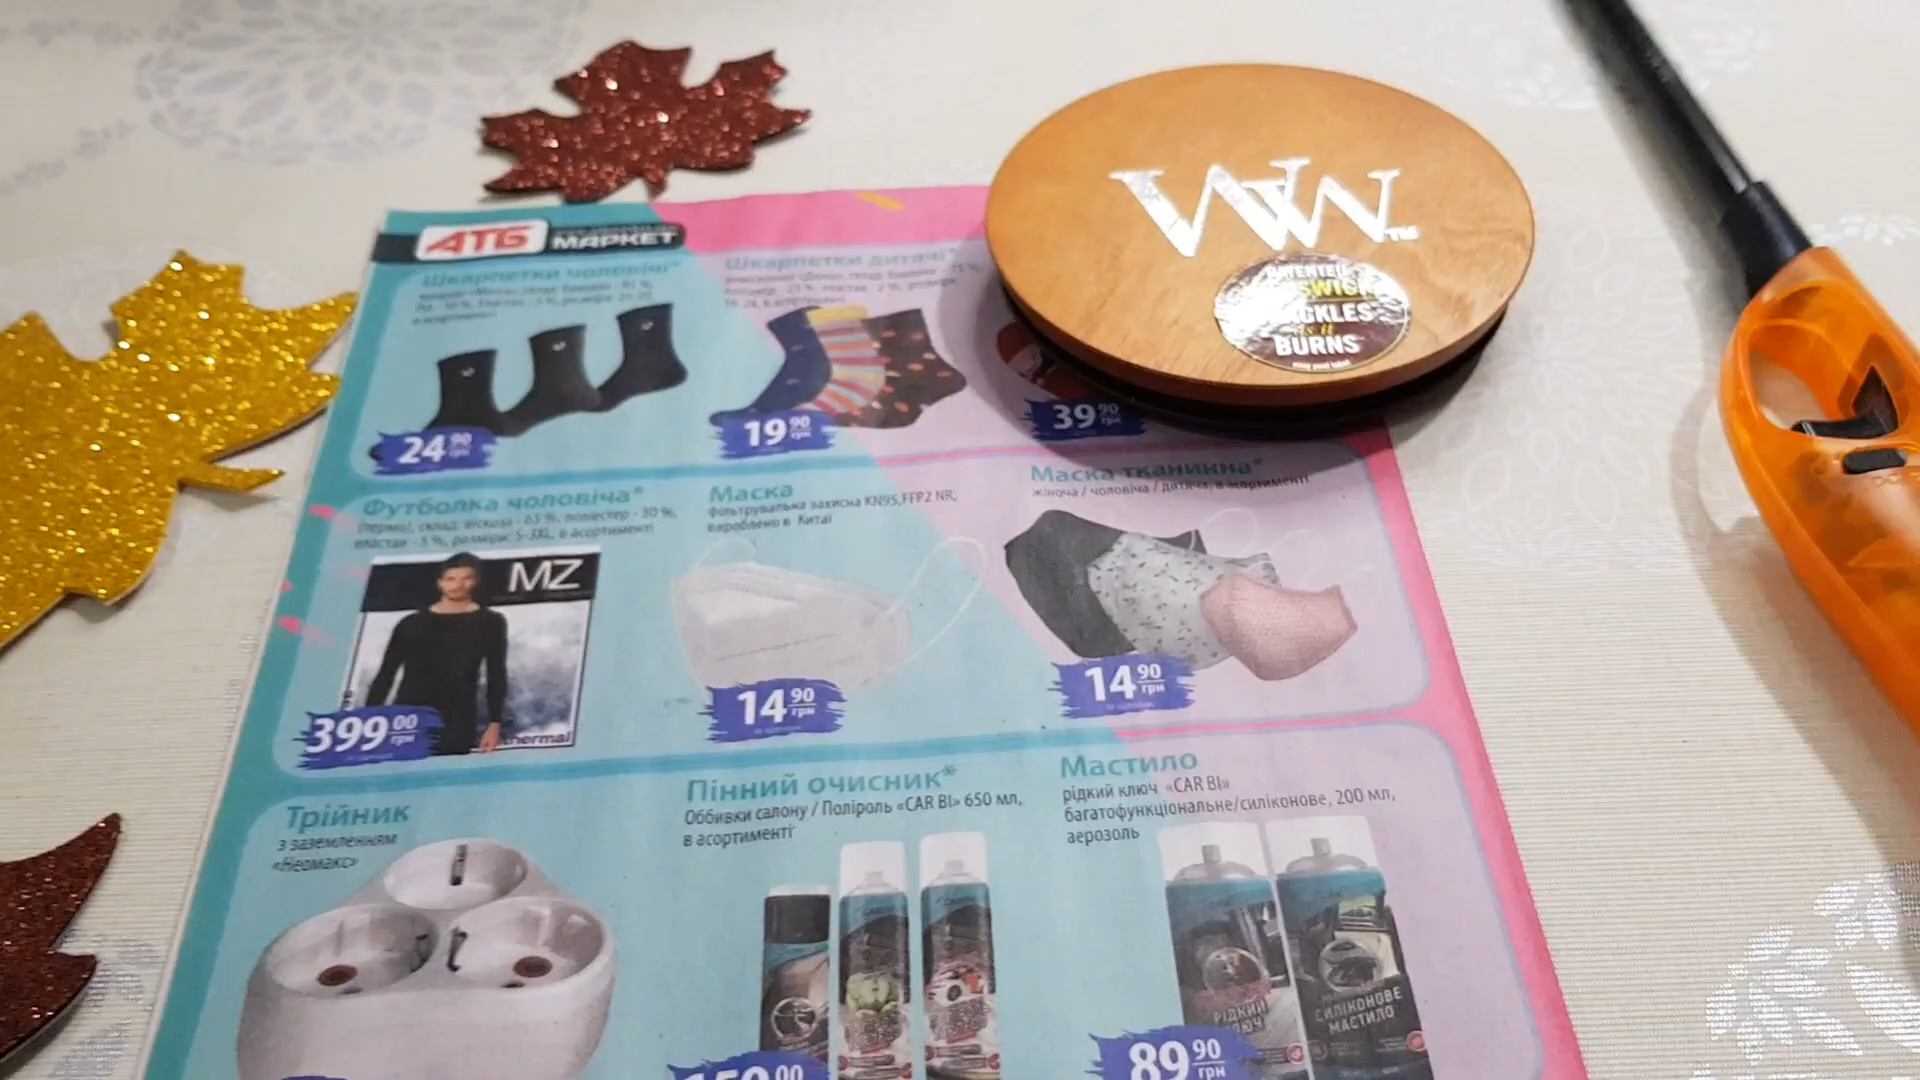 АТБ МАРКЕТ
Шкарпетки чоловічі*
в асортименті
24 90 грн
Шкарпетки дитячі*
19 90 грн
39 90 грн
WW™
PATENTED
BURNS
Футболка чоловіча*
(термо), склад: віскоза - 65 %, поліестер - 30 %,
еластан - 5 %, розміри: S-3XL, в асортименті
MZ
thermal
399 00 грн
Маска
фільтрувальна захисна KN95, FFP2 NR,
вироблено в Китаї
14 90 грн
Маска тканинна*
жіноча / чоловіча / дитяча, в асортименті
14 90 грн
Трійник
з заземленням
«Неомакс»
Пінний очисник*
Оббивки салону / Поліроль «CAR BI» 650 мл,
в асортименті
Мастило
рідкий ключ «CAR BI»
багатофункціональне/силіконове, 200 мл,
аерозоль
РІДКИЙ
КЛЮЧ
СИЛІКОНОВЕ
МАСТИЛО
89 90 грн